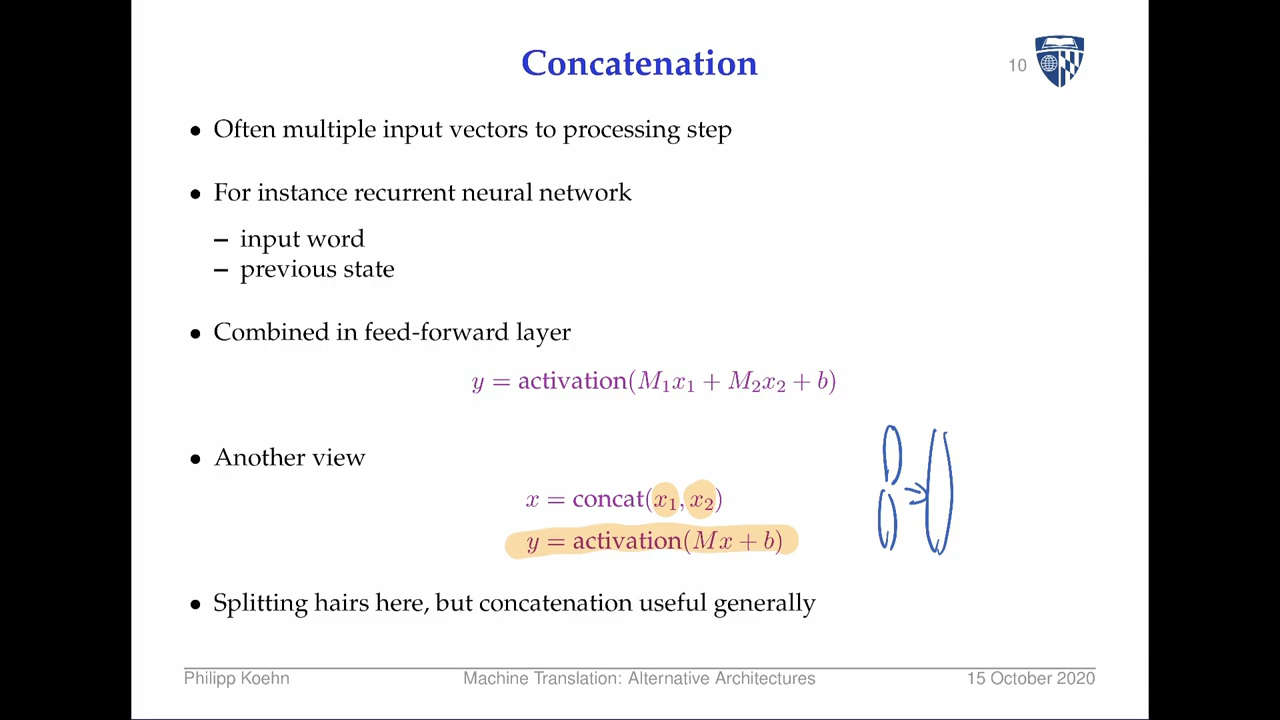 Concatenation
10
• Often multiple input vectors to processing step
• For instance recurrent neural network
– input word
– previous state
• Combined in feed-forward layer
y = activation(M₁x₁ + M₂x₂ + b)
• Another view
x = concat(x₁, x₂)
y = activation(Mx + b)
• Splitting hairs here, but concatenation useful generally
Philipp Koehn Machine Translation: Alternative Architectures 15 October 2020